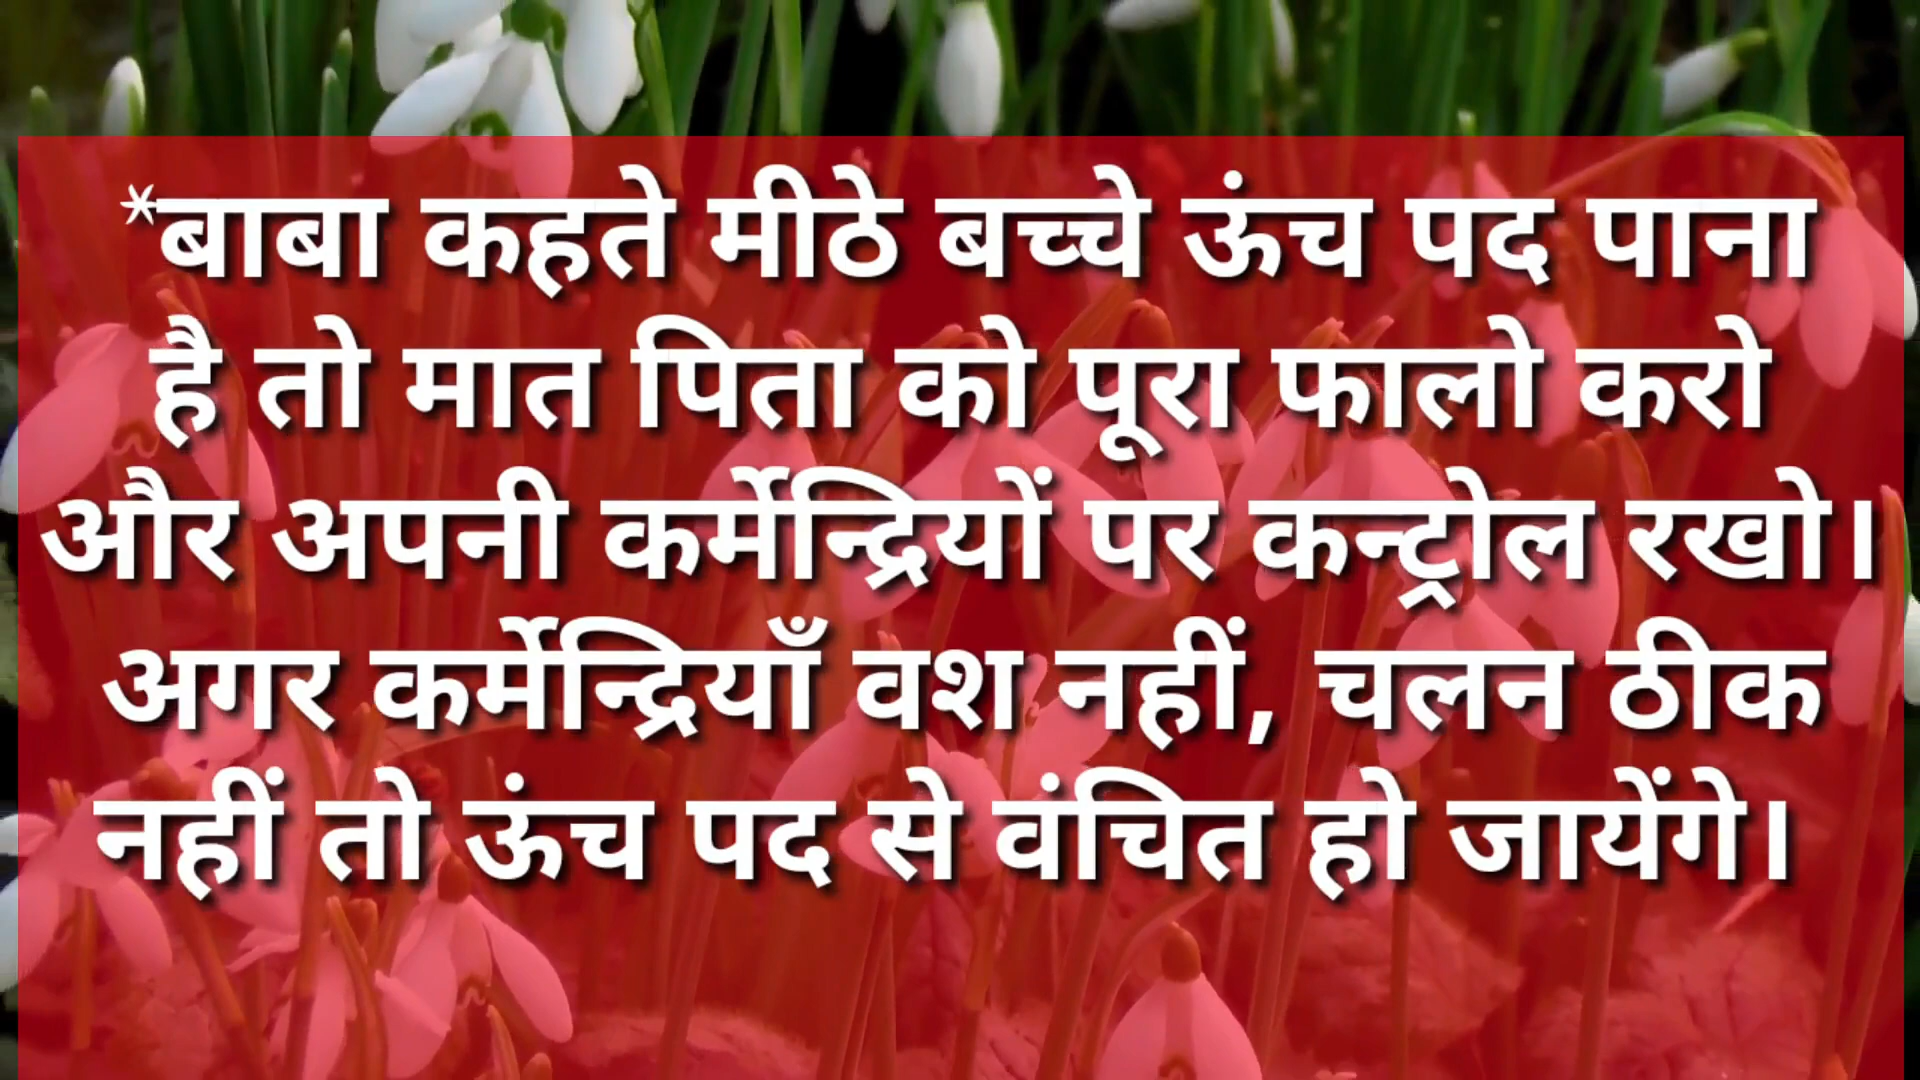 *बाबा कहते मीठे बच्चे ऊंच पद पाना
है तो मात पिता को पूरा फालो करो
और अपनी कर्मेन्द्रियों पर कन्ट्रोल रखो।
अगर कर्मेन्द्रियाँ वश नहीं, चलन ठीक
नहीं तो ऊंच पद से वंचित हो जायेंगे।